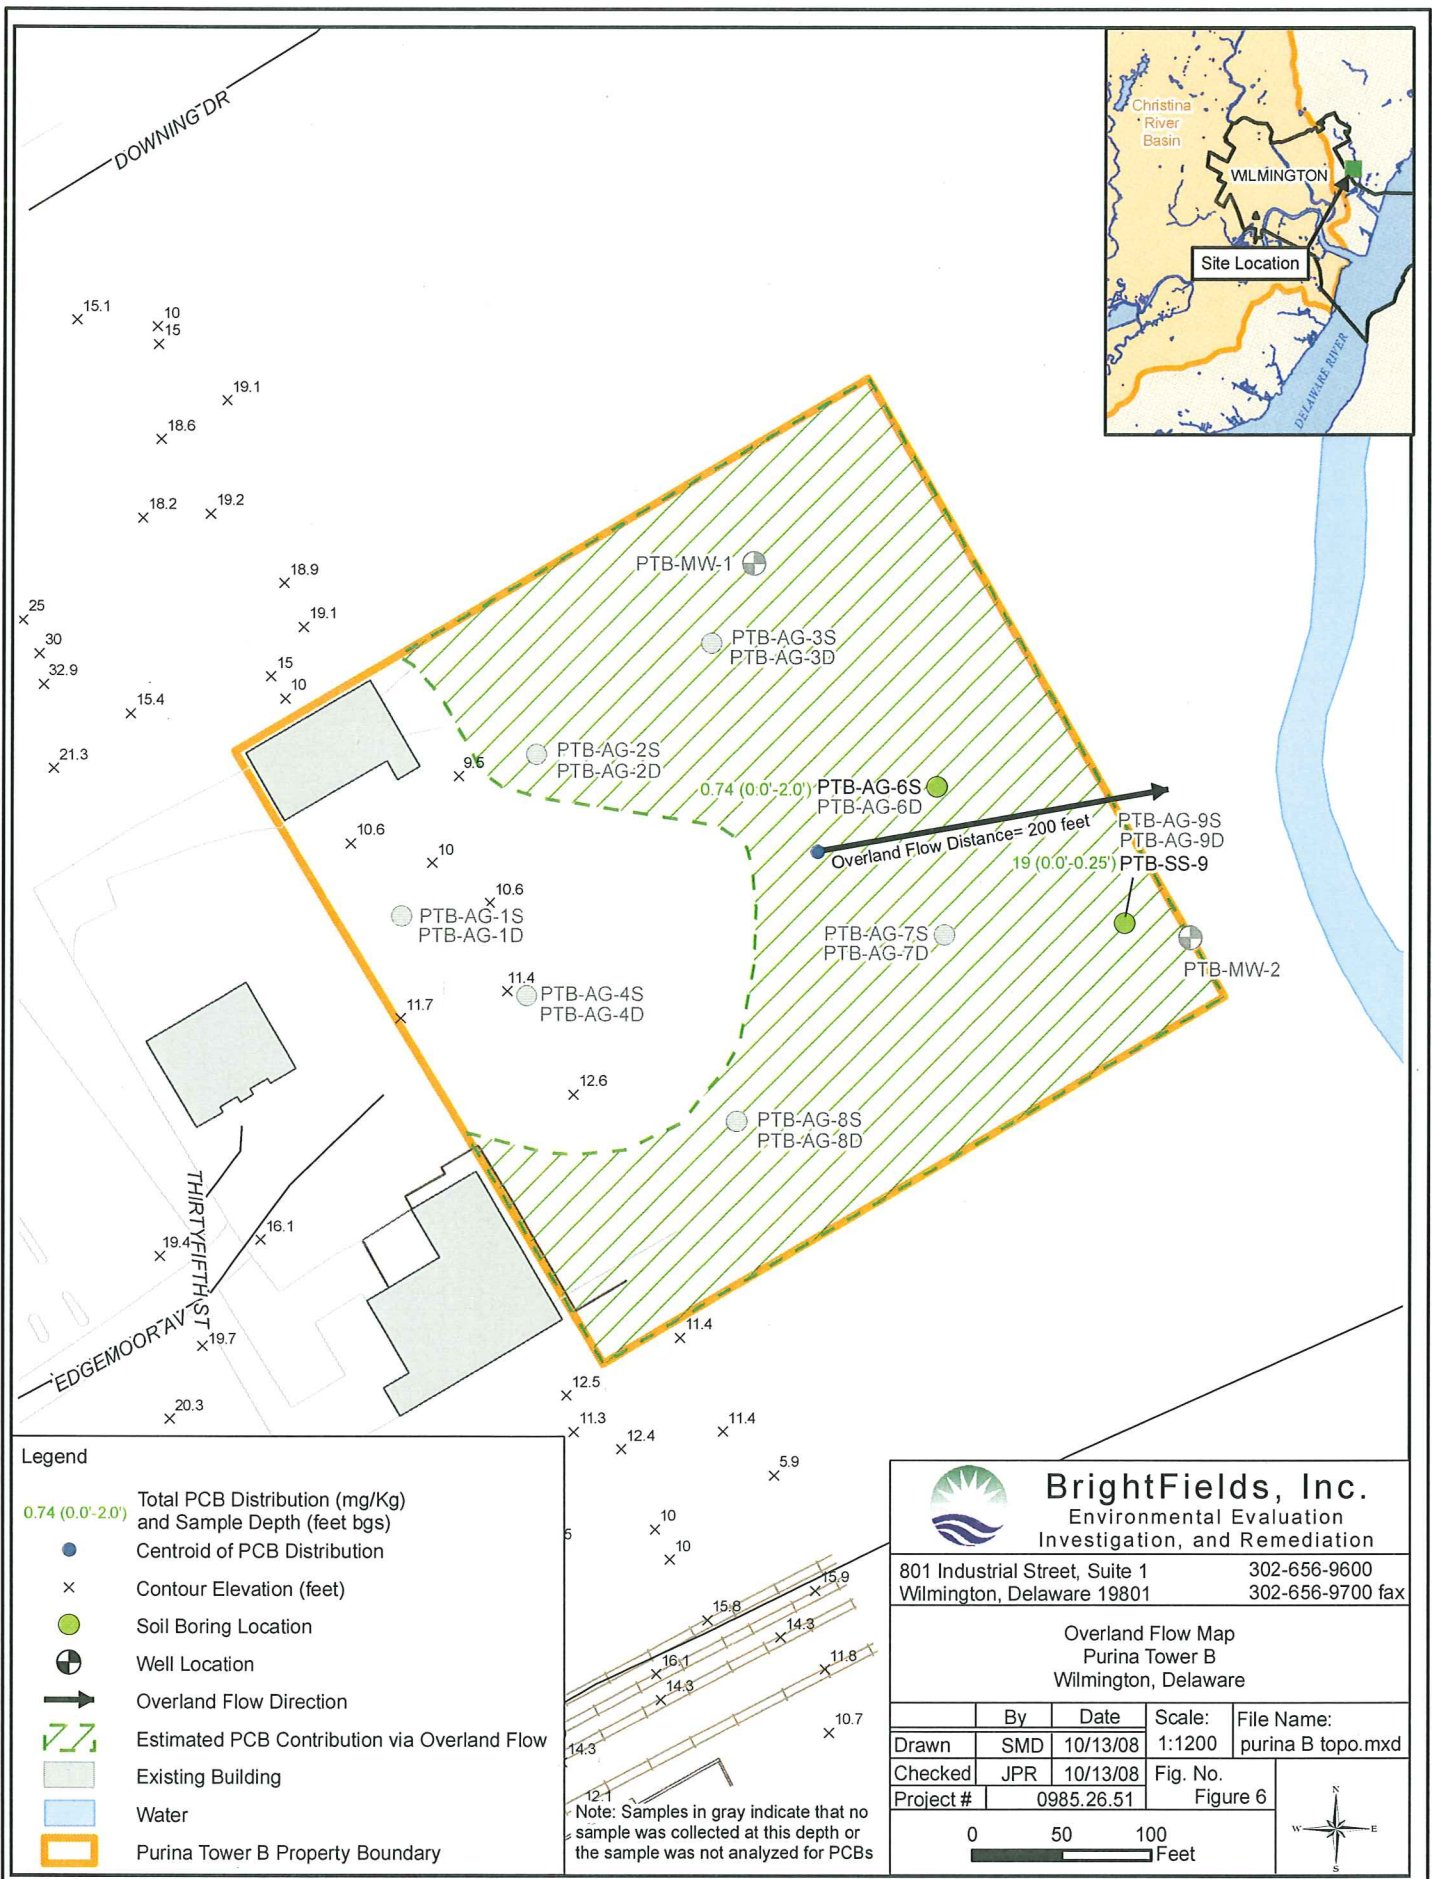 DOWNING DR
Christina
River
Basin
WILMINGTON
Site Location
DELAWARE RIVER
15.1
10
15
19.1
18.6
18.2
19.2
18.9
25
19.1
30
32.9
15
10
15.4
21.3
PTB-MW-1
PTB-AG-3S
PTB-AG-3D
9.5
PTB-AG-2S
PTB-AG-2D
0.74 (0.0'-2.0') PTB-AG-6S
PTB-AG-6D
Overland Flow Distance= 200 feet
PTB-AG-9S
PTB-AG-9D
19 (0.0'-0.25') PTB-SS-9
10.6
10
10.6
PTB-AG-1S
PTB-AG-1D
PTB-AG-7S
PTB-AG-7D
PTB-MW-2
11.4
PTB-AG-4S
PTB-AG-4D
11.7
12.6
PTB-AG-8S
PTB-AG-8D
THIRTYFIFTH ST
16.1
19.4
EDGEMOOR AV
19.7
20.3
11.4
12.5
11.3
12.4
11.4
5.9
10
10
5
15.9
15.8
14.3
16.1
14.3
11.8
10.7
14.3
12.1
Legend
0.74 (0.0'-2.0') Total PCB Distribution (mg/Kg)
and Sample Depth (feet bgs)
Centroid of PCB Distribution
Contour Elevation (feet)
Soil Boring Location
Well Location
Overland Flow Direction
Estimated PCB Contribution via Overland Flow
Existing Building
Water
Purina Tower B Property Boundary
Note: Samples in gray indicate that no
sample was collected at this depth or
the sample was not analyzed for PCBs
BrightFields, Inc.
Environmental Evaluation
Investigation, and Remediation
801 Industrial Street, Suite 1 302-656-9600
Wilmington, Delaware 19801 302-656-9700 fax
Overland Flow Map
Purina Tower B
Wilmington, Delaware
By Date Scale: File Name:
Drawn SMD 10/13/08 1:1200 purina B topo.mxd
Checked JPR 10/13/08 Fig. No.
Project # 0985.26.51 Figure 6
0 50 100
Feet
N
W E
S